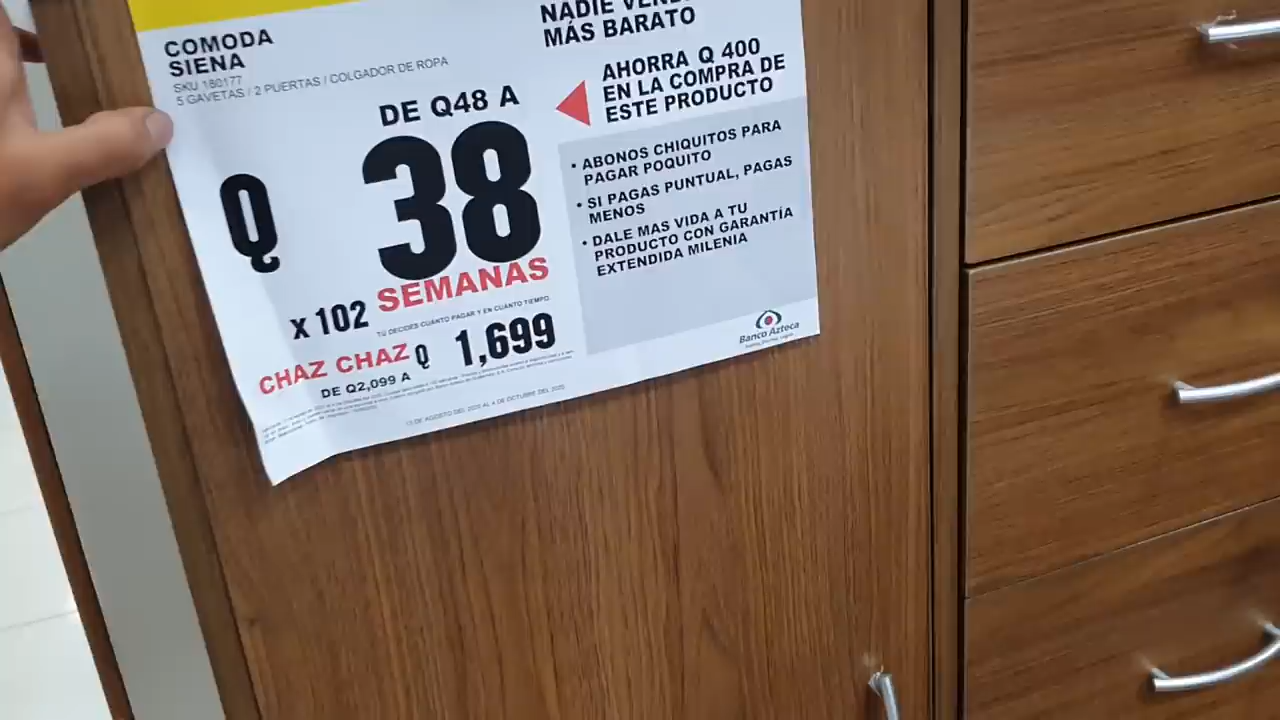 COMODA
SIENA
SKU 180177
5 GAVETAS / 2 PUERTAS / COLGADOR DE ROPA
DE Q48 A
Q 38
x 102 SEMANAS
TÚ DECIDES CUÁNTO PAGAR Y EN CUÁNTO TIEMPO.
CHAZ CHAZ Q 1,699
DE Q2,099 A
NADIE
MÁS BARATO
AHORRA Q 400
EN LA COMPRA DE
ESTE PRODUCTO
• ABONOS CHIQUITOS PARA
PAGAR POQUITO
• SI PAGAS PUNTUAL, PAGAS
MENOS
• DALE MAS VIDA A TU
PRODUCTO CON GARANTÍA
EXTENDIDA MILENIA
Banco Azteca